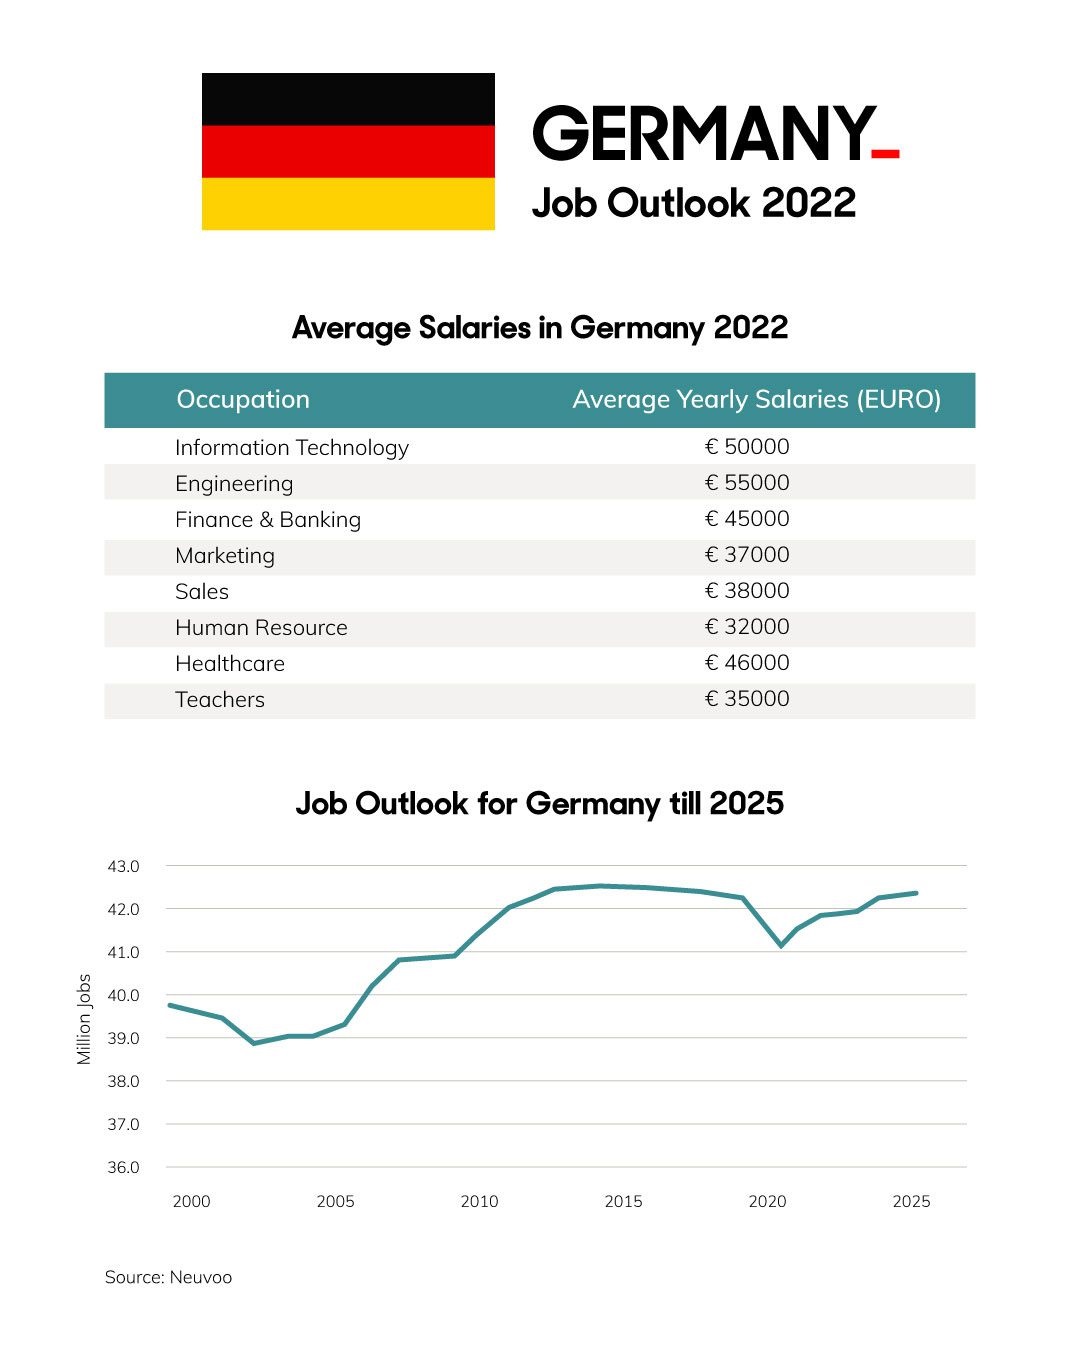 GERMANY_
Job Outlook 2022
Average Salaries in Germany 2022
Occupation Average Yearly Salaries (EURO)
Information Technology € 50000
Engineering € 55000
Finance & Banking € 45000
Marketing € 37000
Sales € 38000
Human Resource € 32000
Healthcare € 46000
Teachers € 35000
Job Outlook for Germany till 2025
Million Jobs
43.0
42.0
41.0
40.0
39.0
38.0
37.0
36.0
2000 2005 2010 2015 2020 2025
Source: Neuvoo